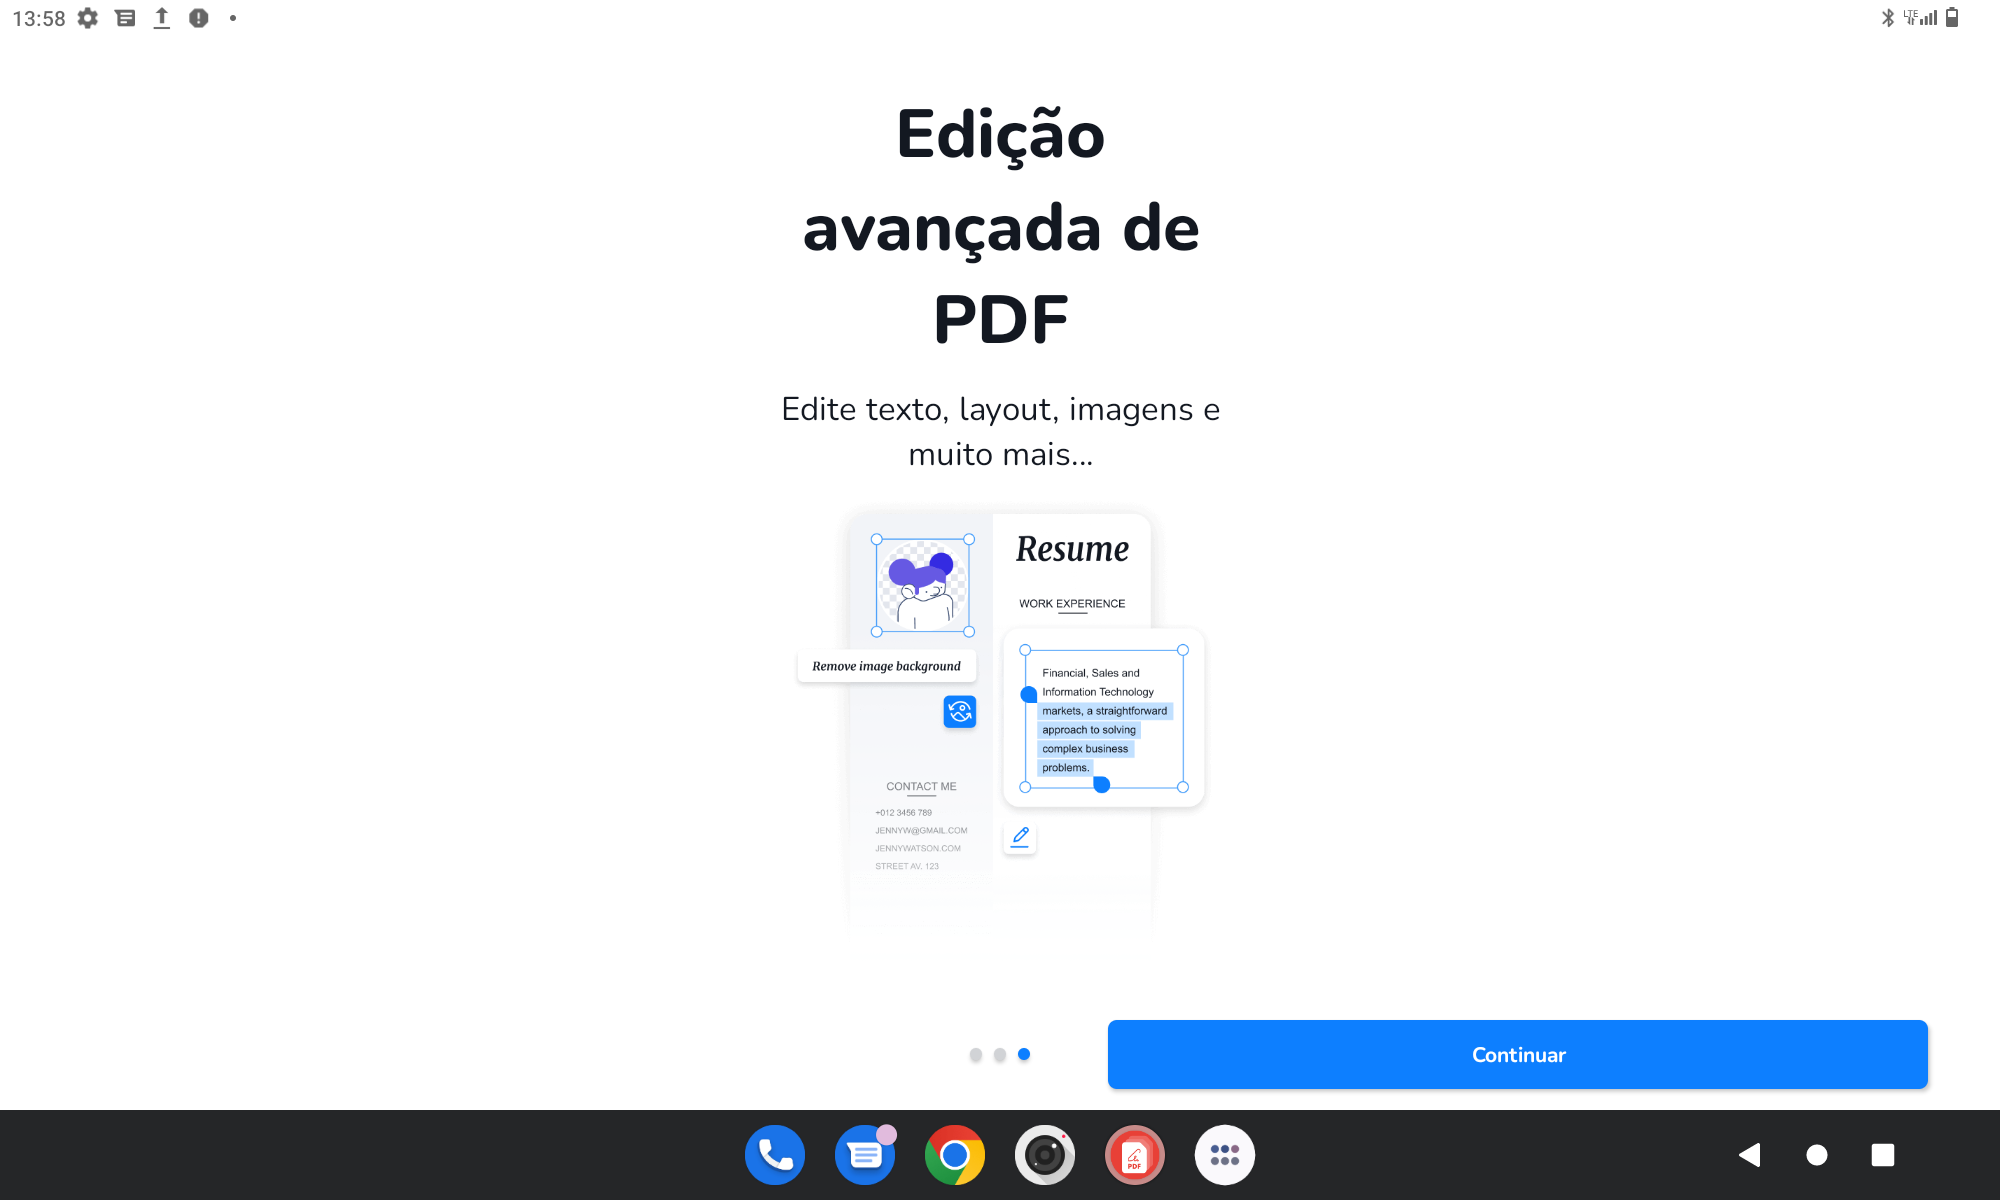 13:58
LTE
Edição
avançada de
PDF
Edite texto, layout, imagens e
muito mais...
Resume
WORK EXPERIENCE
Remove image background
Financial, Sales and
Information Technology
markets, a straightforward
approach to solving
complex business
problems.
CONTACT ME
+012 3456 789
JENNYW@GMAIL.COM
JENNYWATSON.COM
STREET AV. 123
Continuar
PDF